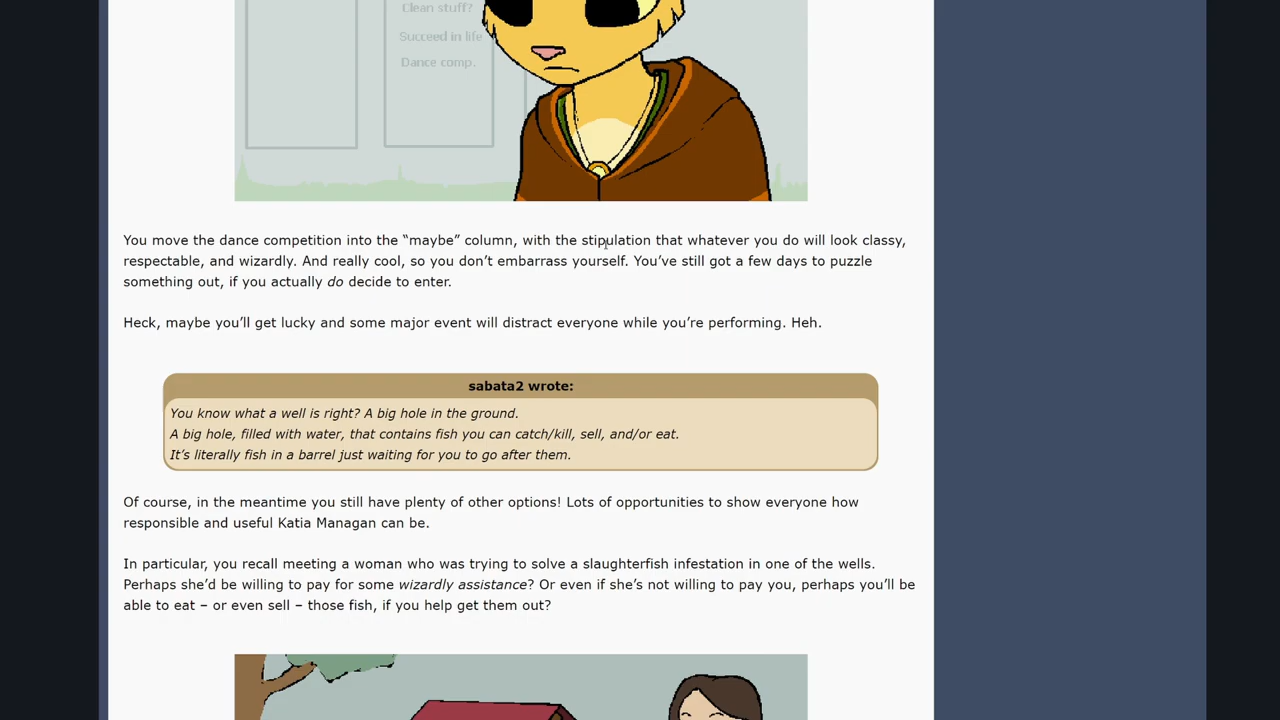 Clean stuff?
Succeed in life
Dance comp.
You move the dance competition into the “maybe” column, with the stipulation that whatever you do will look classy,
respectable, and wizardly. And really cool, so you don’t embarrass yourself. You’ve still got a few days to puzzle
something out, if you actually do decide to enter.
Heck, maybe you’ll get lucky and some major event will distract everyone while you’re performing. Heh.
sabata2 wrote:
You know what a well is right? A big hole in the ground.
A big hole, filled with water, that contains fish you can catch/kill, sell, and/or eat.
It’s literally fish in a barrel just waiting for you to go after them.
Of course, in the meantime you still have plenty of other options! Lots of opportunities to show everyone how
responsible and useful Katia Managan can be.
In particular, you recall meeting a woman who was trying to solve a slaughterfish infestation in one of the wells.
Perhaps she’d be willing to pay for some wizardly assistance? Or even if she’s not willing to pay you, perhaps you’ll be
able to eat – or even sell – those fish, if you help get them out?